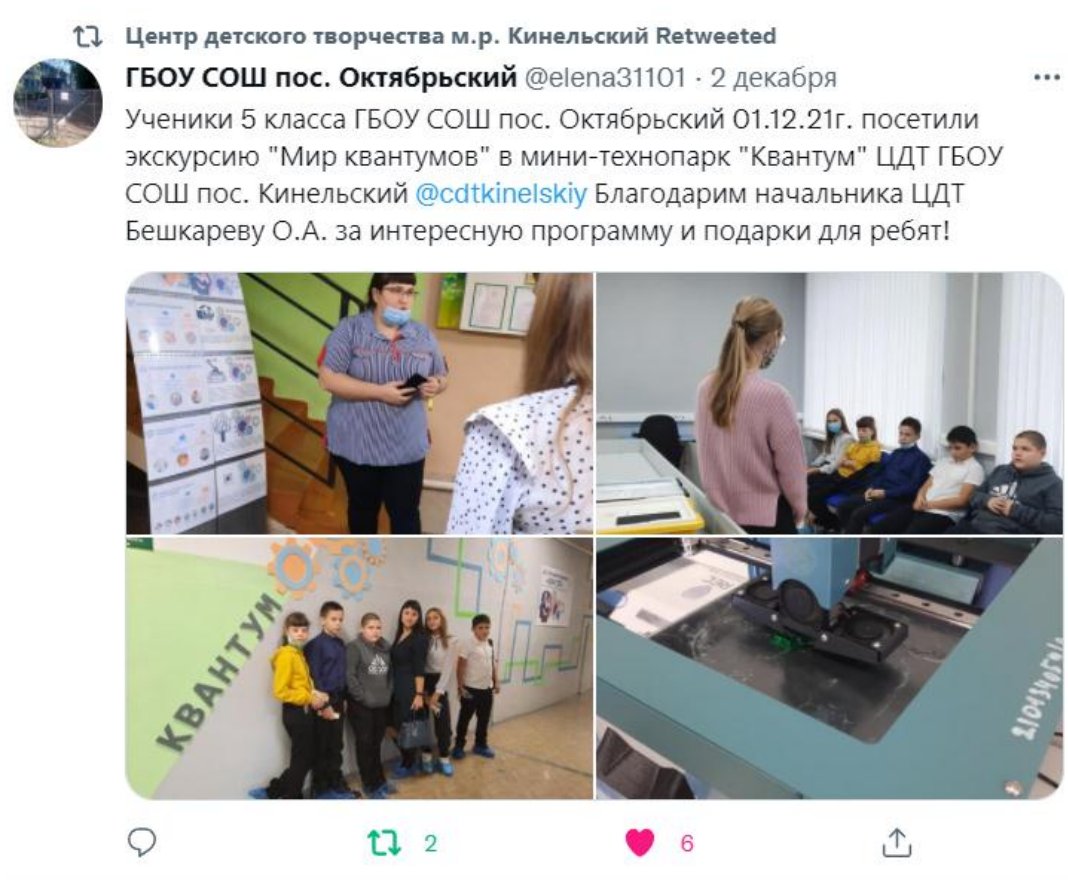 Центр детского творчества м.р. Кинельский Retweeted
ГБОУ СОШ пос. Октябрьский @elena31101 · 2 декабря
Ученики 5 класса ГБОУ СОШ пос. Октябрьский 01.12.21г. посетили
экскурсию "Мир квантумов" в мини-технопарк "Квантум" ЦДТ ГБОУ
СОШ пос. Кинельский @cdtkinelskiy Благодарим начальника ЦДТ
Бешкареву О.А. за интересную программу и подарки для ребят!
КВАНТУМ
2 6